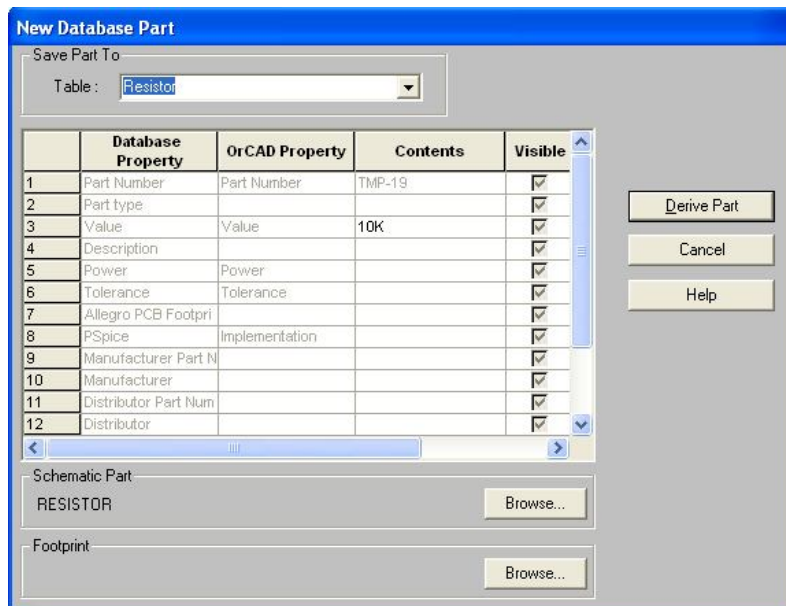 New Database Part
Save Part To
Table : Resistor
Database Property OrCAD Property Contents Visible
1 Part Number Part Number TMP-19
2 Part type
3 Value Value 10K
4 Description
5 Power Power
6 Tolerance Tolerance
7 Allegro PCB Footpri
8 PSpice Implementation
9 Manufacturer Part N
10 Manufacturer
11 Distributor Part Num
12 Distributor
Derive Part
Cancel
Help
Schematic Part
RESISTOR
Browse...
Footprint
Browse...